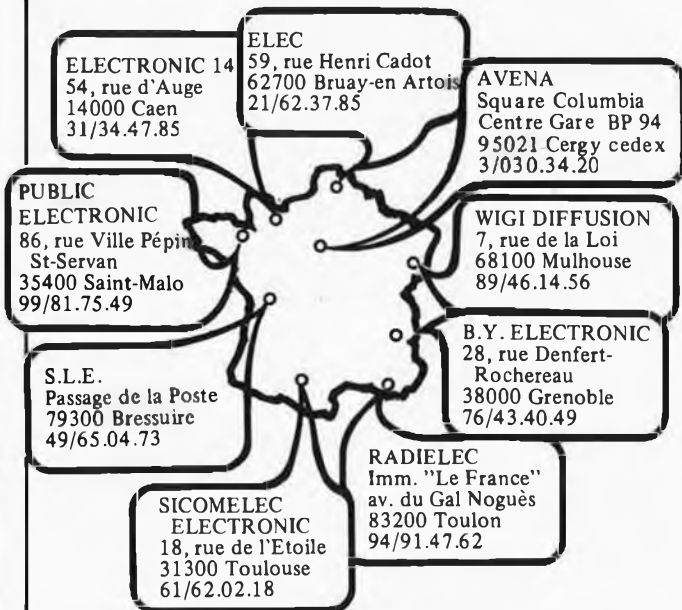 ELECTRONIC 14
54, rue d'Auge
14000 Caen
31/34.47.85
ELEC
59, rue Henri Cadot
62700 Bruay-en Artois
21/62.37.85
AVENA
Square Columbia
Centre Gare BP 94
95021 Cergy cedex
3/030.34.20
PUBLIC
ELECTRONIC
86, rue Ville Pépin
St-Servan
35400 Saint-Malo
99/81.75.49
WIGI DIFFUSION
7, rue de la Loi
68100 Mulhouse
89/46.14.56
B.Y. ELECTRONIC
28, rue Denfert-
Rochereau
38000 Grenoble
76/43.40.49
S.L.E.
Passage de la Poste
79300 Bressuire
49/65.04.73
RADIELEC
Imm. "Le France"
av. du Gal Noguès
83200 Toulon
94/91.47.62
SICOMELEC
ELECTRONIC
18, rue de l'Etoile
31300 Toulouse
61/62.02.18